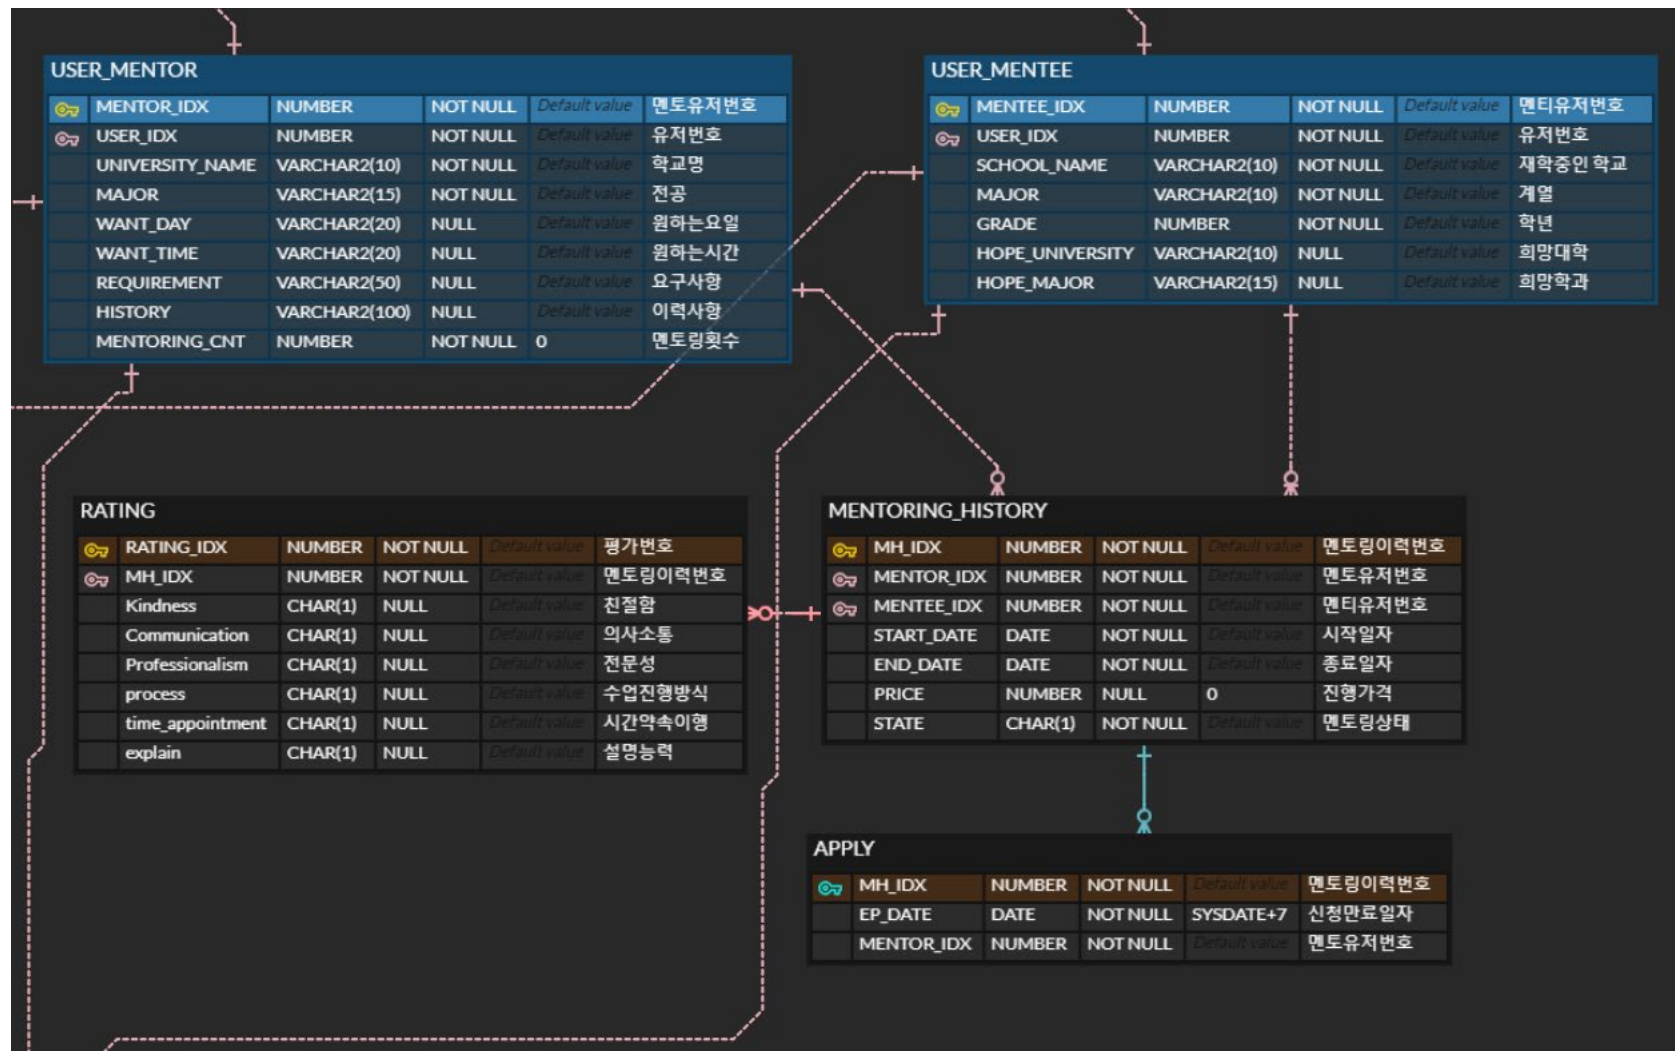 USER_MENTOR
MENTOR_IDX NUMBER NOT NULL Default value 멘토유저번호
USER_IDX NUMBER NOT NULL Default value 유저번호
UNIVERSITY_NAME VARCHAR2(10) NOT NULL Default value 학교명
MAJOR VARCHAR2(15) NOT NULL Default value 전공
WANT_DAY VARCHAR2(20) NULL Default value 원하는요일
WANT_TIME VARCHAR2(20) NULL Default value 원하는시간
REQUIREMENT VARCHAR2(50) NULL Default value 요구사항
HISTORY VARCHAR2(100) NULL Default value 이력사항
MENTORING_CNT NUMBER NOT NULL 0 멘토링횟수
USER_MENTEE
MENTEE_IDX NUMBER NOT NULL Default value 멘티유저번호
USER_IDX NUMBER NOT NULL Default value 유저번호
SCHOOL_NAME VARCHAR2(10) NOT NULL Default value 재학중인 학교
MAJOR VARCHAR2(10) NOT NULL Default value 계열
GRADE NUMBER NOT NULL Default value 학년
HOPE_UNIVERSITY VARCHAR2(10) NULL Default value 희망대학
HOPE_MAJOR VARCHAR2(15) NULL Default value 희망학과
RATING
RATING_IDX NUMBER NOT NULL Default value 평가번호
MH_IDX NUMBER NOT NULL Default value 멘토링이력번호
Kindness CHAR(1) NULL Default value 친절함
Communication CHAR(1) NULL Default value 의사소통
Professionalism CHAR(1) NULL Default value 전문성
process CHAR(1) NULL Default value 수업진행방식
time_appointment CHAR(1) NULL Default value 시간약속이행
explain CHAR(1) NULL Default value 설명능력
MENTORING_HISTORY
MH_IDX NUMBER NOT NULL Default value 멘토링이력번호
MENTOR_IDX NUMBER NOT NULL Default value 멘토유저번호
MENTEE_IDX NUMBER NOT NULL Default value 멘티유저번호
START_DATE DATE NOT NULL Default value 시작일자
END_DATE DATE NOT NULL Default value 종료일자
PRICE NUMBER NULL 0 진행가격
STATE CHAR(1) NOT NULL Default value 멘토링상태
APPLY
MH_IDX NUMBER NOT NULL Default value 멘토링이력번호
EP_DATE DATE NOT NULL SYSDATE+7 신청만료일자
MENTOR_IDX NUMBER NOT NULL Default value 멘토유저번호